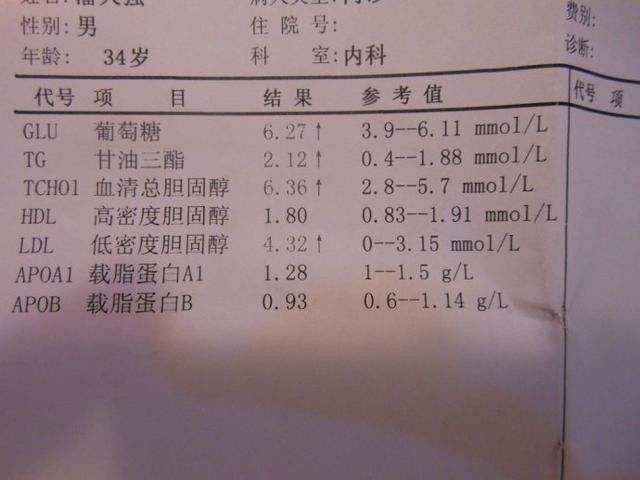 性别: 男 住院号: 费别:
年龄: 34岁 科 室: 内科 诊断:
代号 项 目 结果 参考值 代号 项
GLU 葡萄糖 6.27↑ 3.9--6.11 mmol/L
TG 甘油三酯 2.12↑ 0.4--1.88 mmol/L
TCHO1 血清总胆固醇 6.36↑ 2.8--5.7 mmol/L
HDL 高密度胆固醇 1.80 0.83--1.91 mmol/L
LDL 低密度胆固醇 4.32↑ 0--3.15 mmol/L
APOA1 载脂蛋白A1 1.28 1--1.5 g/L
APOB 载脂蛋白B 0.93 0.6--1.14 g/L